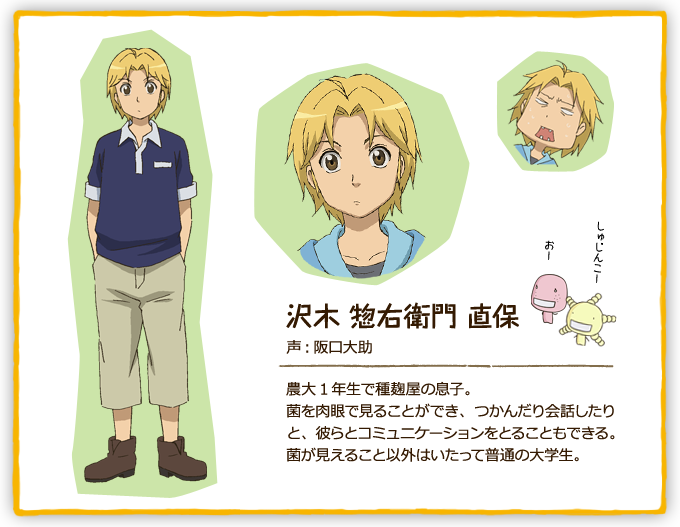 しゅじんこー
おー
沢木 惣右衛門 直保
声：阪口大助
農大１年生で種麹屋の息子。
菌を肉眼で見ることができ、つかんだり会話したり
と、彼らとコミュニケーションをとることもできる。
菌が見えること以外はいたって普通の大学生。